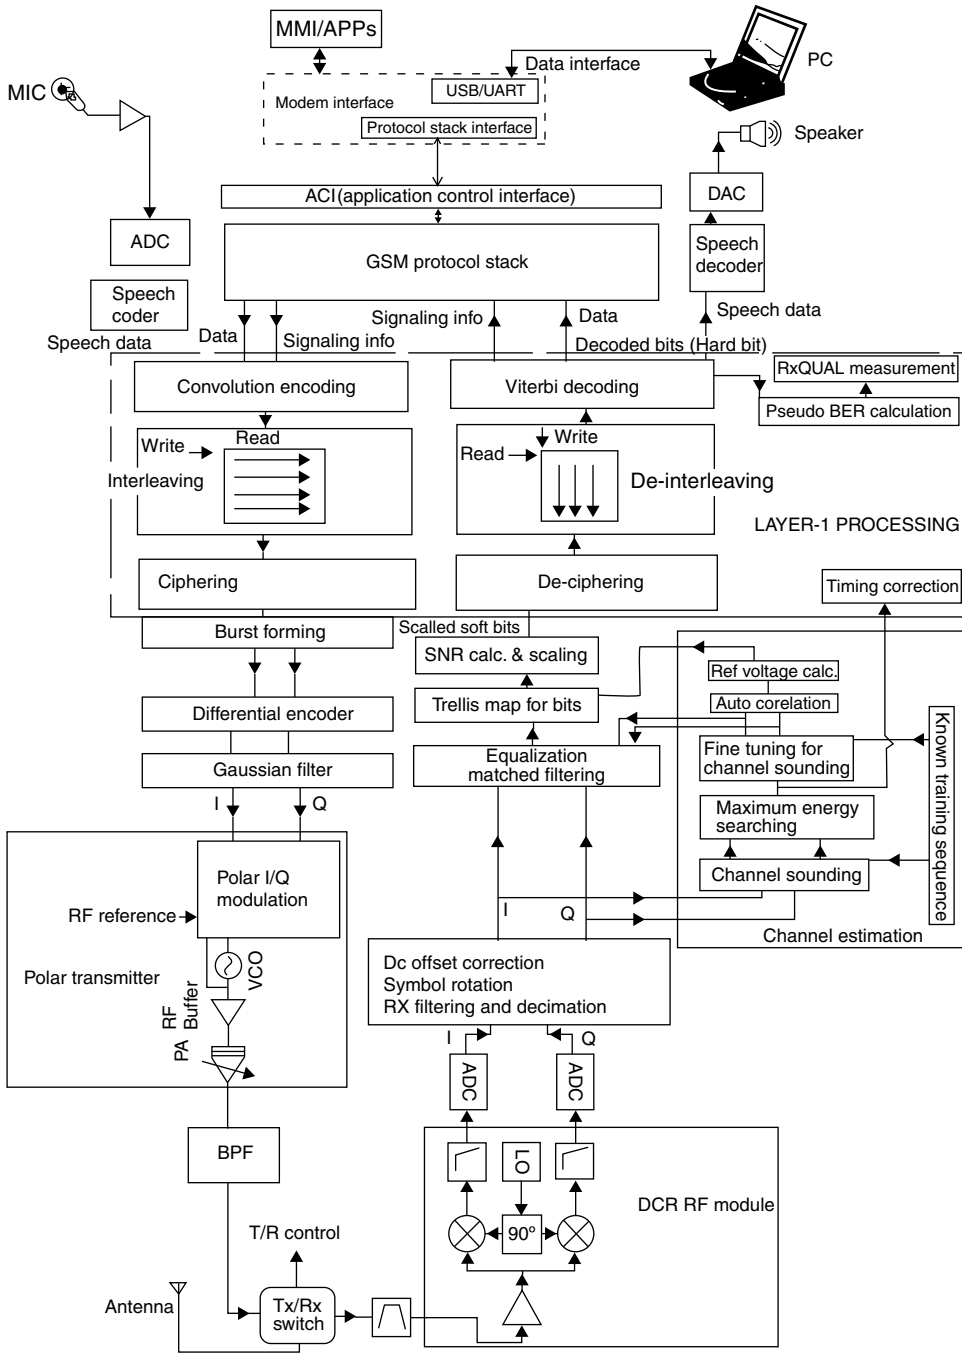 MMI/APPs
Data interface
PC
MIC
Modem interface
USB/UART
Protocol stack interface
Speaker
ACI(application control interface)
DAC
ADC
GSM protocol stack
Speech
decoder
Speech
coder
Speech data
Data
Signaling info
Signaling info
Data
Speech data
Decoded bits (Hard bit)
Convolution encoding
Viterbi decoding
RxQUAL measurement
Pseudo BER calculation
Write
Read
Interleaving
Read
Write
De-interleaving
LAYER-1 PROCESSING
Ciphering
De-ciphering
Timing correction
Burst forming
Scalled soft bits
SNR calc. & scaling
Ref voltage calc.
Trellis map for bits
Auto corelation
Differential encoder
Gaussian filter
Equalization
matched filtering
Fine tuning for
channel sounding
Known training sequence
Maximum energy
searching
Channel sounding
Channel estimation
I
Q
Polar I/Q
modulation
RF reference
I
Q
Polar transmitter
VCO
RF
Buffer
PA
Dc offset correction
Symbol rotation
RX filtering and decimation
I
Q
ADC
ADC
BPF
LO
90º
DCR RF module
T/R control
Antenna
Tx/Rx
switch